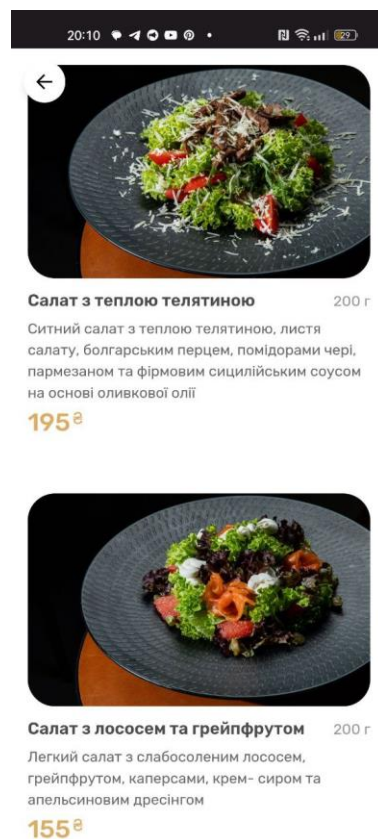 20:10
29
Салат з теплою телятиною 200 г
Ситний салат з теплою телятиною, листя
салату, болгарським перцем, помідорами чері,
пармезаном та фірмовим сицилійським соусом
на основі оливкової олії
195₴
Салат з лососем та грейпфрутом 200 г
Легкий салат з слабосоленим лососем,
грейпфрутом, каперсами, крем- сиром та
апельсиновим дресінгом
155₴